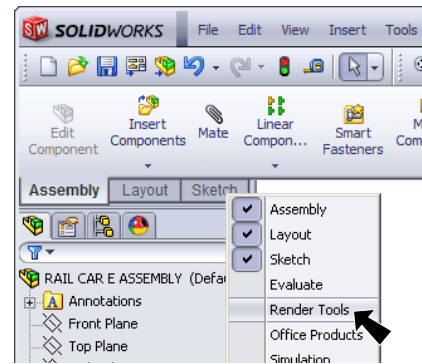 SOLIDWORKS File Edit View Insert Tools
Edit Component
Insert Components
Mate
Linear Compon...
Smart Fasteners
Assembly Layout Sketch
RAIL CAR E ASSEMBLY (Defa
Annotations
Front Plane
Top Plane
Assembly
Layout
Sketch
Evaluate
Render Tools
Office Products
Simulation